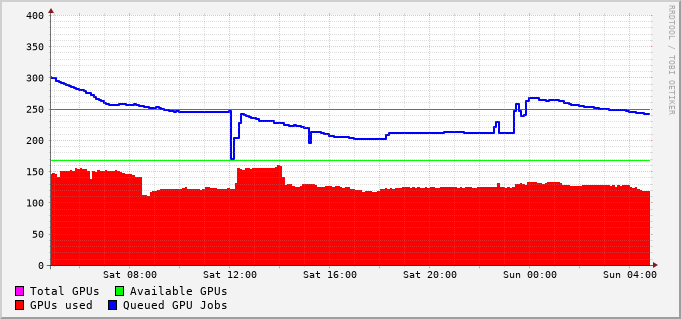 400
350
300
250
200
150
100
50
0
Sat 08:00 Sat 12:00 Sat 16:00 Sat 20:00 Sun 00:00 Sun 04:00
Total GPUs Available GPUs
GPUs used Queued GPU Jobs
RRDTOOL / TOBI OETIKER